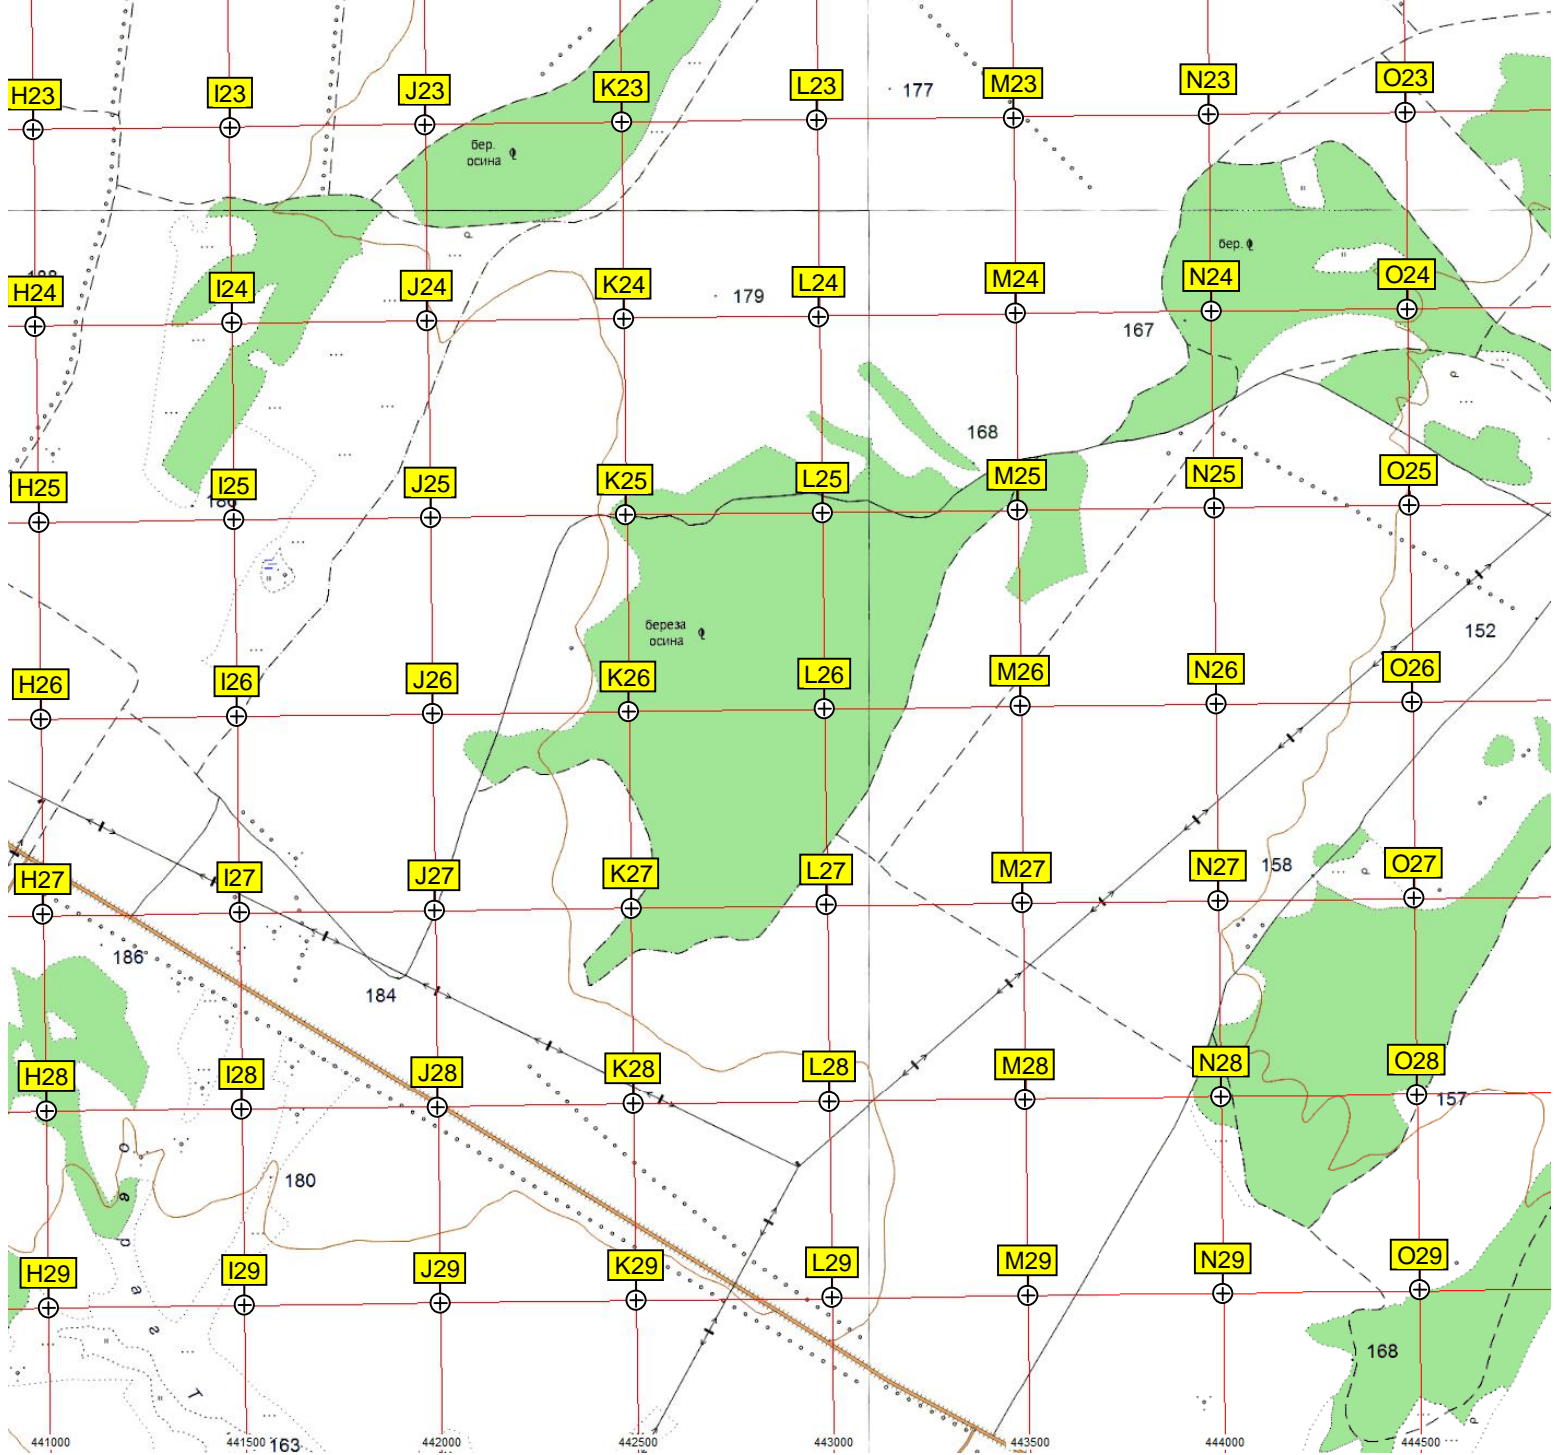 H23 I23 J23 K23 L23 177 M23 N23 O23
бер.
осина
бер.
188
H24 I24 J24 K24 179 L24 M24 167 N24 O24
168
H25 I25 J25 K25 L25 M25 N25 O25
береза
осина
152
H26 I26 J26 K26 L26 M26 N26 O26
H27 I27 J27 K27 L27 M27 N27 158 O27
186
184
H28 I28 J28 K28 L28 M28 N28 O28
157
180
H29 I29 J29 K29 L29 M29 N29 O29
168
441000 441500 163 442000 442500 443000 443500 444000 444500